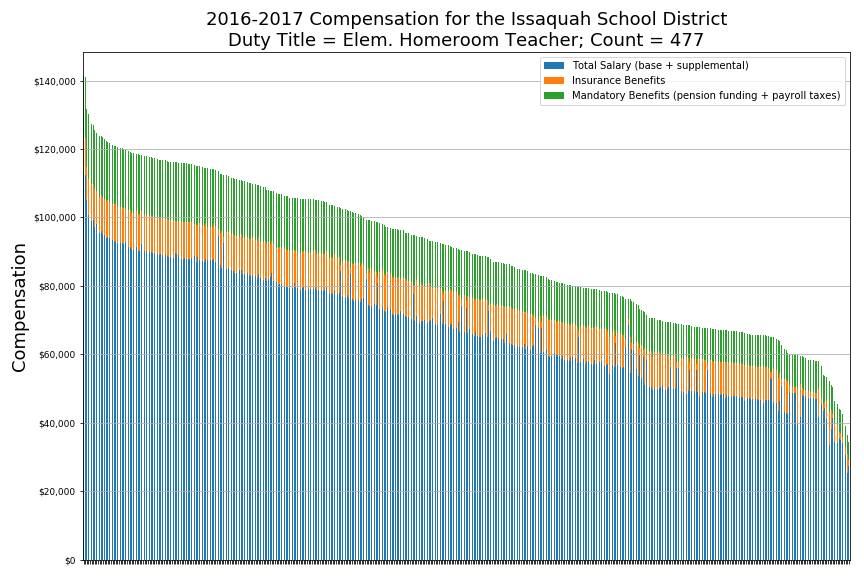 2016-2017 Compensation for the Issaquah School District
Duty Title = Elem. Homeroom Teacher; Count = 477
Total Salary (base + supplemental)
Insurance Benefits
Mandatory Benefits (pension funding + payroll taxes)
Compensation
$140,000
$120,000
$100,000
$80,000
$60,000
$40,000
$20,000
$0